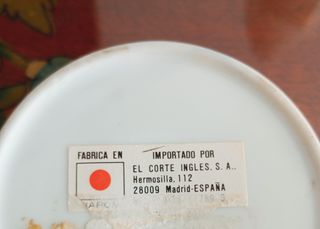 FABRICA EN
IMPORTADO POR
EL CORTE INGLES. S.A..
Hermosilla, 112
28009 Madrid-ESPAÑA